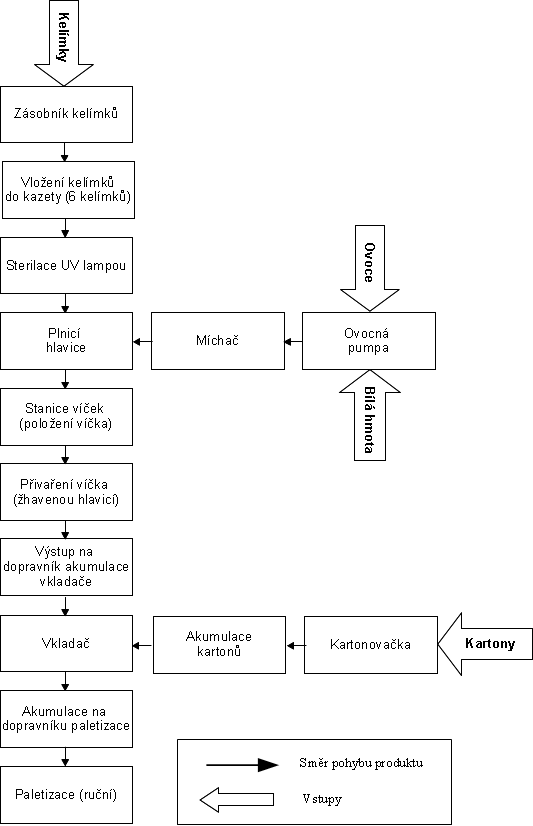 Kelímky
Zásobník kelímků
Vložení kelímků
do kazety (6 kelímků)
Sterilace UV lampou
Ovoce
Plnicí
hlavice
Míchač
Ovocná
pumpa
Bílá hmota
Stanice víček
(položení víčka)
Přivaření víčka
(žhavenou hlavicí)
Výstup na
dopravník akumulace
vkladače
Vkladač
Akumulace
kartonů
Kartonovačka
Kartony
Akumulace na
dopravníku paletizace
Paletizace (ruční)
Směr pohybu produktu
Vstupy